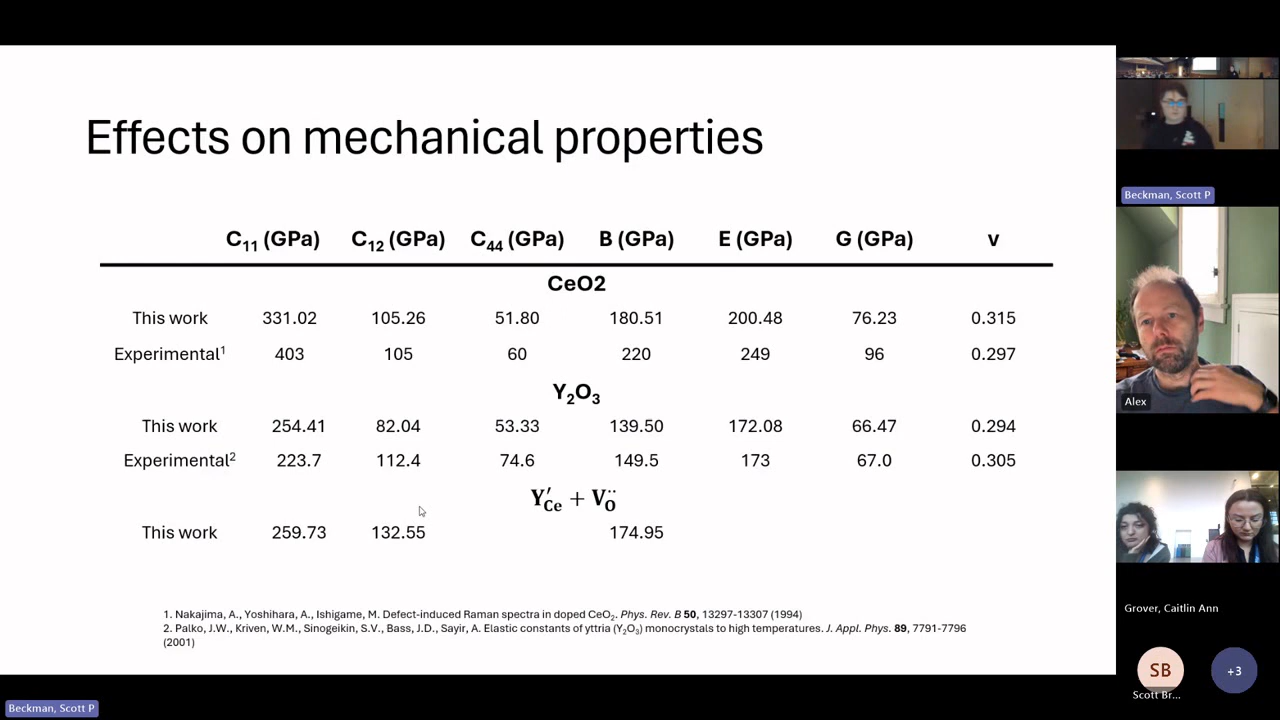 Effects on mechanical properties
C11 (GPa) C12 (GPa) C44 (GPa) B (GPa) E (GPa) G (GPa) v
CeO2
This work 331.02 105.26 51.80 180.51 200.48 76.23 0.315
Experimental1 403 105 60 220 249 96 0.297
Y2O3
This work 254.41 82.04 53.33 139.50 172.08 66.47 0.294
Experimental2 223.7 112.4 74.6 149.5 173 67.0 0.305
Y′Ce + V··O
This work 259.73 132.55 174.95
1. Nakajima, A., Yoshihara, A., Ishigame, M. Defect-induced Raman spectra in doped CeO2. Phys. Rev. B 50, 13297-13307 (1994)
2. Palko, J.W., Kriven, W.M., Sinogeikin, S.V., Bass, J.D., Sayir, A. Elastic constants of yttria (Y2O3) monocrystals to high temperatures. J. Appl. Phys. 89, 7791-7796
(2001)
Beckman, Scott P
Beckman, Scott P
Alex
Grover, Caitlin Ann
SB
+3
Scott Br...